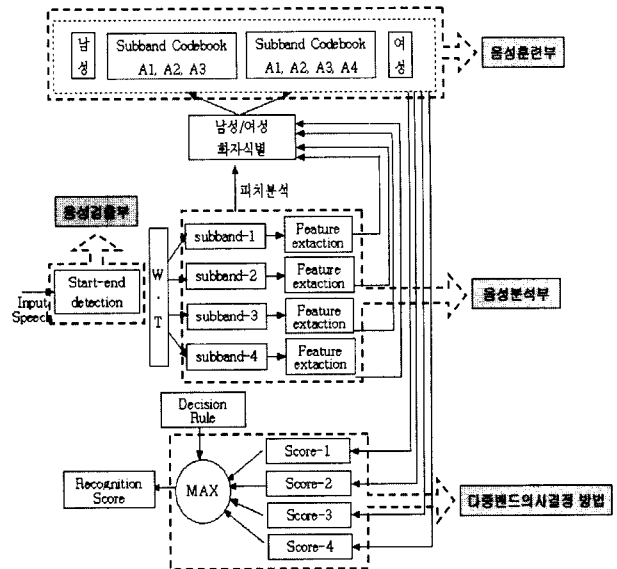 남
성
Subband Codebook
A1, A2, A3
Subband Codebook
A1, A2, A3, A4
여
성
음성훈련부
남성/여성
화자식별
피치분석
음성검출부
Input
Speech
Start-end
detection
W
·
T
subband-1
Feature
extaction
subband-2
Feature
extaction
subband-3
Feature
extaction
subband-4
Feature
extaction
음성분석부
Decision
Rule
Recognition
Score
MAX
Score-1
Score-2
Score-3
Score-4
다중밴드의사결정 방법